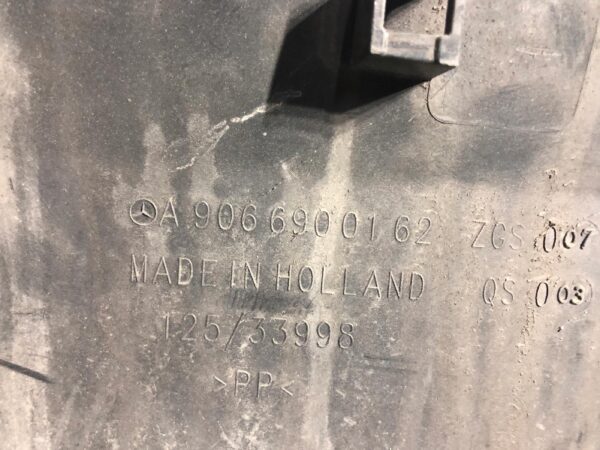 A 906 690 01 62 ZGS 007
MADE IN HOLLAND QS 003
125/33998
>PP<